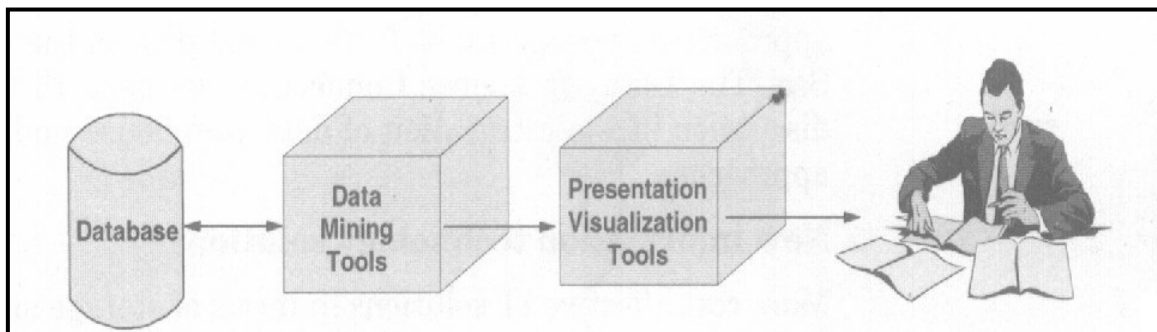 Database
Data
Mining
Tools
Presentation
Visualization
Tools